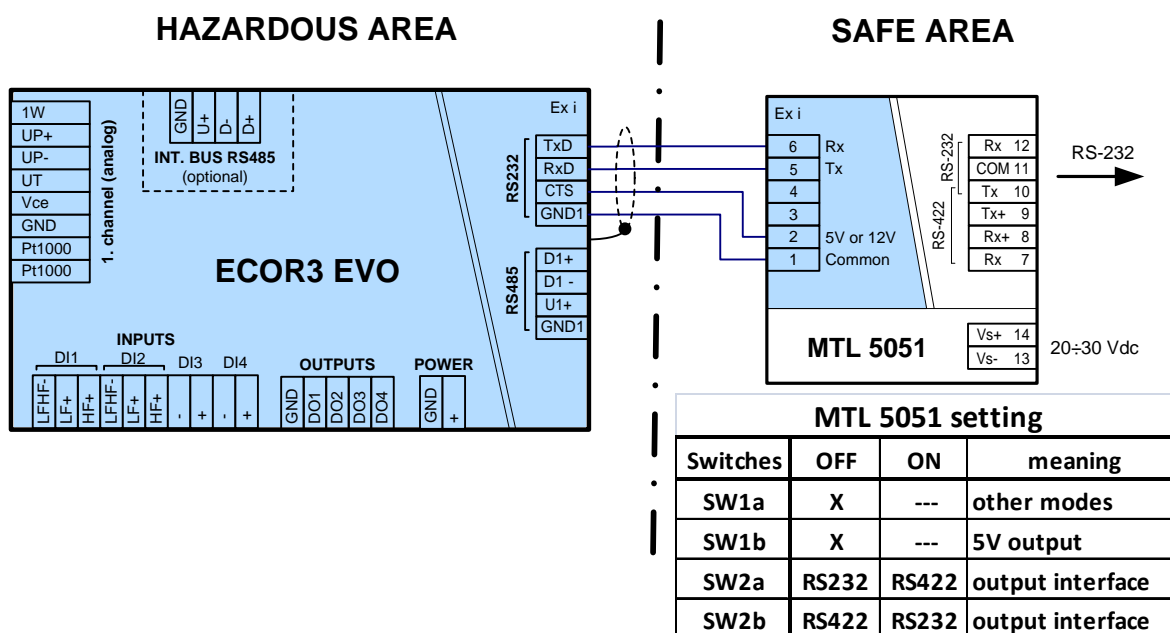 HAZARDOUS AREA
SAFE AREA
1W
UP+
UP-
UT
Vce
GND
Pt1000
Pt1000
1. channel (analog)
GND
U+
D-
D+
INT. BUS RS485
(optional)
Ex i
RS232
TxD
RxD
CTS
GND1
RS485
D1+
D1 -
U1+
GND1
ECOR3 EVO
INPUTS
DI1
DI2
DI3
DI4
LFHF-
LF+
HF+
LFHF-
LF+
HF+
-
+
-
+
OUTPUTS
GND
DO1
DO2
DO3
DO4
POWER
GND
+
Ex i
6 Rx
5 Tx
4
3
2 5V or 12V
1 Common
RS-232
RS-422
Rx 12
COM 11
Tx 10
Tx+ 9
Rx+ 8
Rx 7
RS-232
MTL 5051
Vs+ 14
Vs- 13
20÷30 Vdc
MTL 5051 setting
Switches OFF ON meaning
SW1a X --- other modes
SW1b X --- 5V output
SW2a RS232 RS422 output interface
SW2b RS422 RS232 output interface